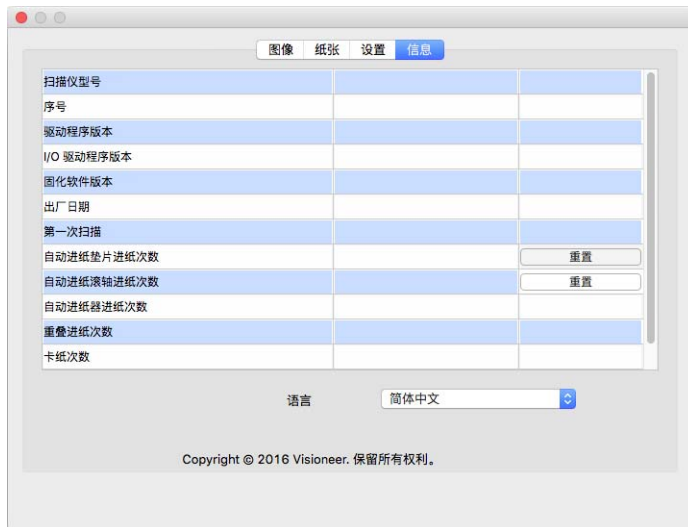 图像 纸张 设置 信息
扫描仪型号
序号
驱动程序版本
I/O 驱动程序版本
固化软件版本
出厂日期
第一次扫描
自动进纸垫片进纸次数 重置
自动进纸滚轴进纸次数 重置
自动进纸器进纸次数
重叠进纸次数
卡纸次数
语言 简体中文
Copyright © 2016 Visioneer. 保留所有权利。